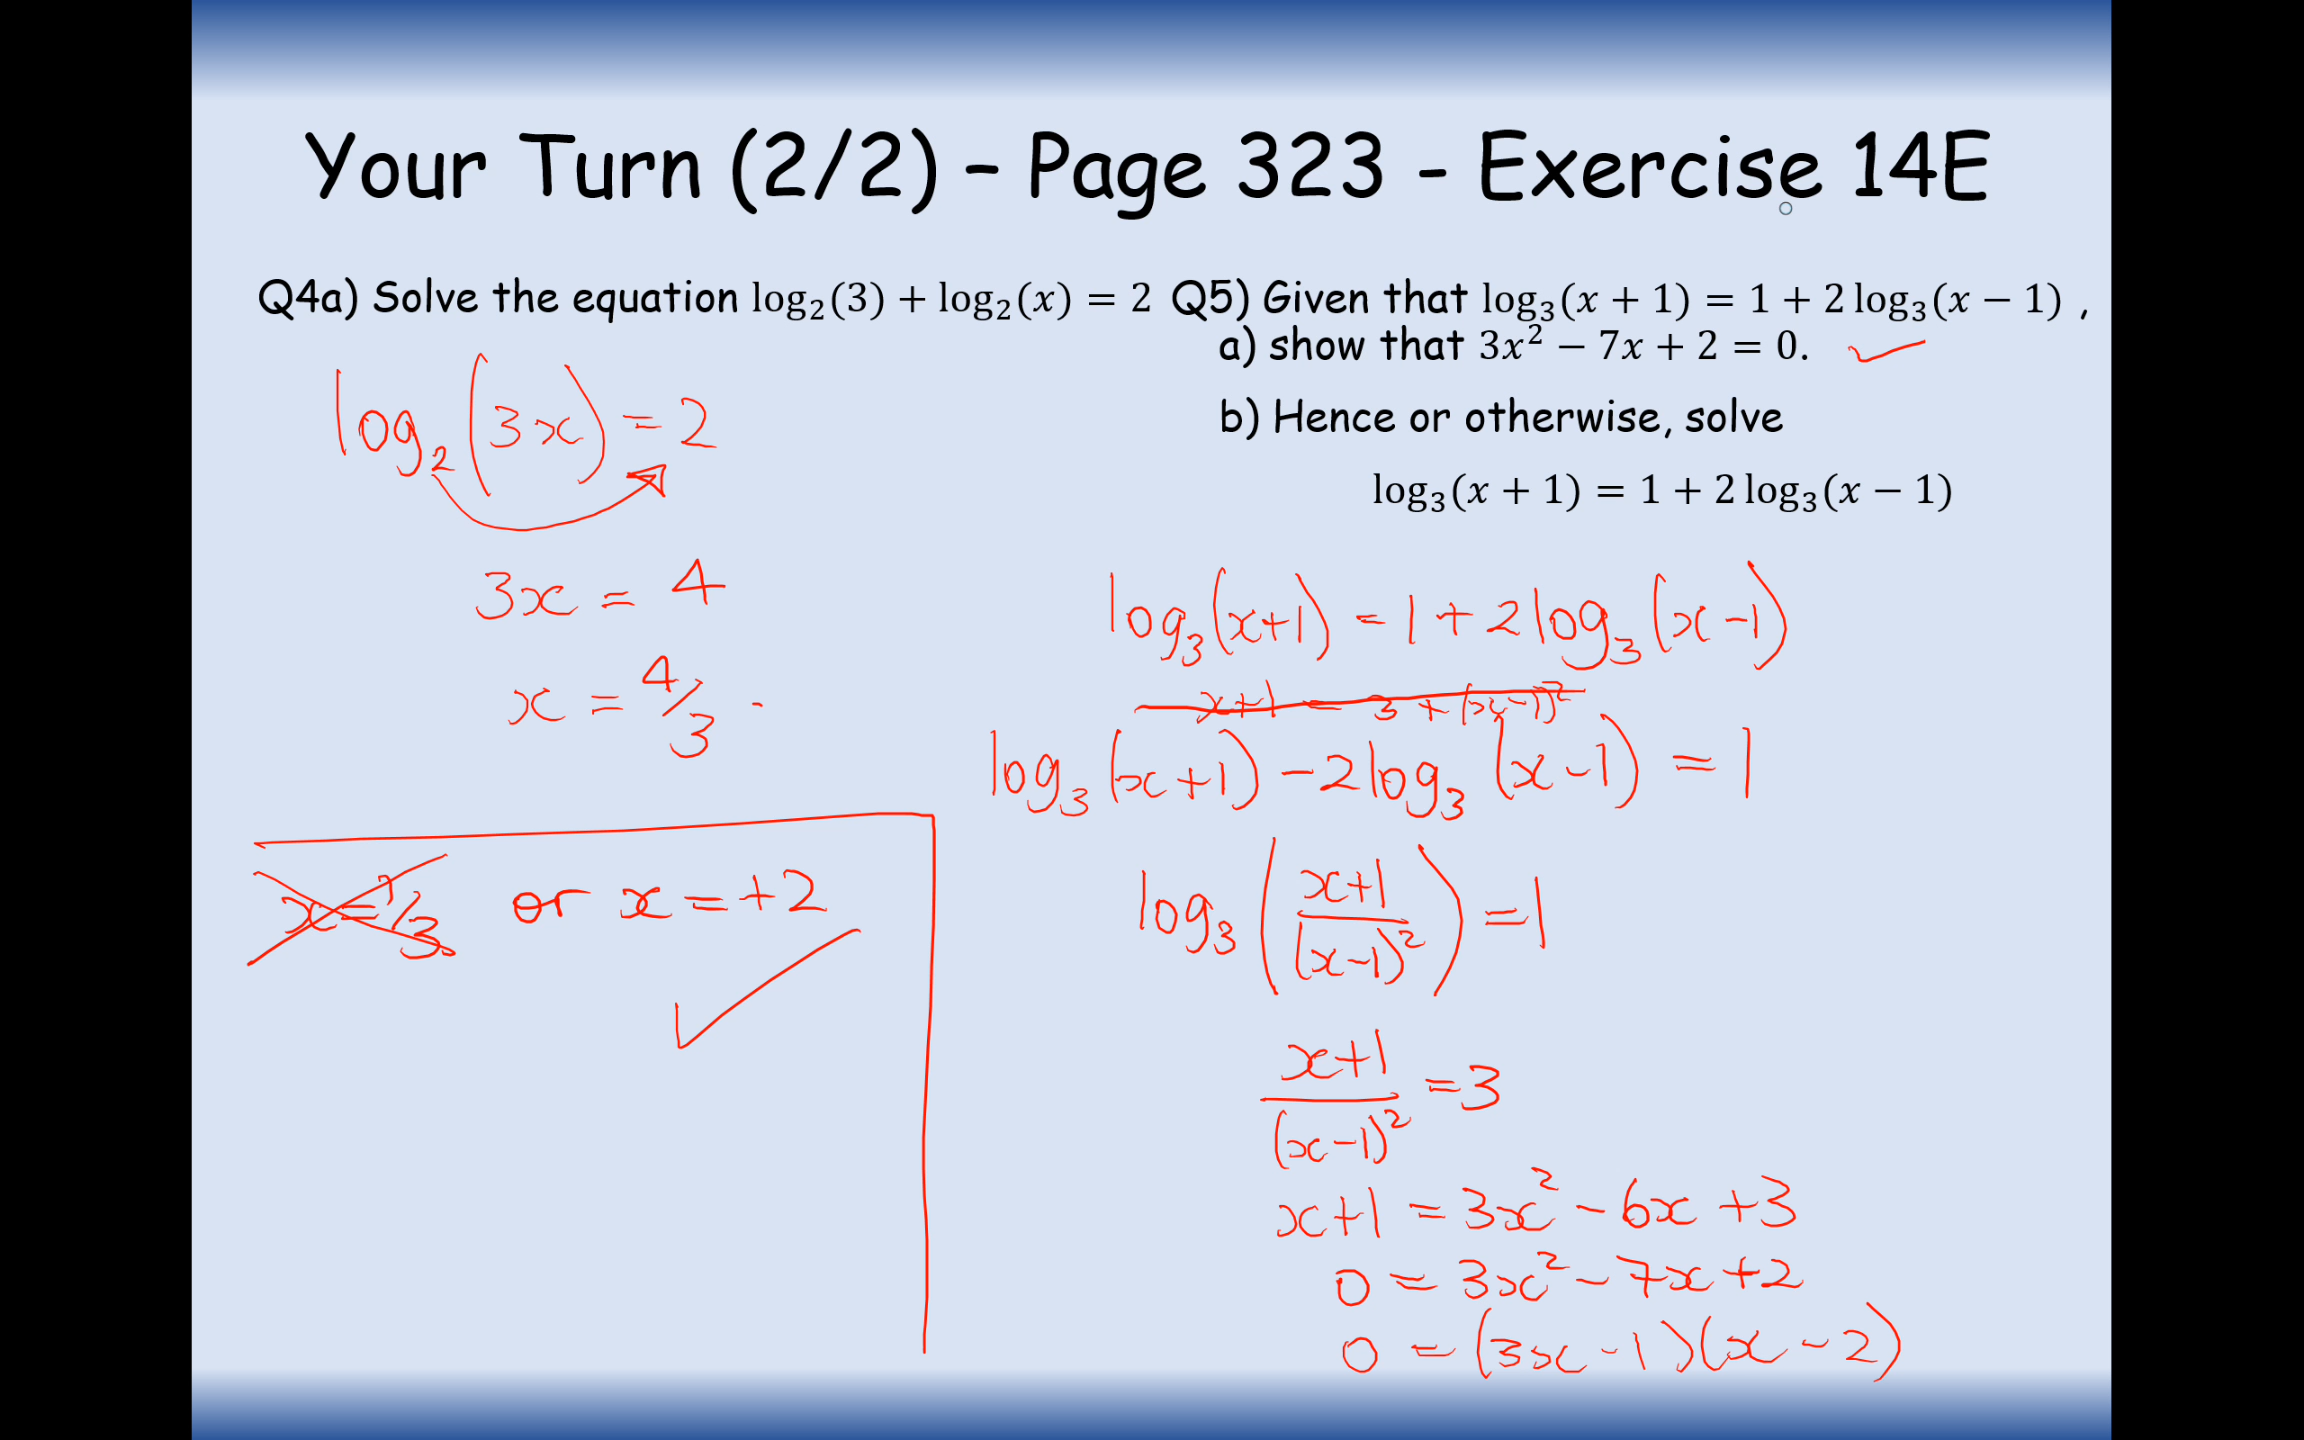 Your Turn (2/2) – Page 323 - Exercise 14E
Q4a) Solve the equation log₂(3) + log₂(x) = 2
log₂(3x) = 2
3x = 4
x = 4/3
Q5) Given that log₃(x + 1) = 1 + 2 log₃(x − 1) ,
a) show that 3x² − 7x + 2 = 0.
b) Hence or otherwise, solve
log₃(x + 1) = 1 + 2 log₃(x − 1)
log₃(x+1) = 1 + 2log₃(x−1)
x+1 = 3 + (x−1)²
log₃(x+1) − 2log₃(x−1) = 1
log₃((x+1)/(x−1)²) = 1
(x+1)/(x−1)² = 3
x+1 = 3x² − 6x + 3
0 = 3x² − 7x + 2
0 = (3x − 1)(x − 2)
x = 1/3 or x = +2